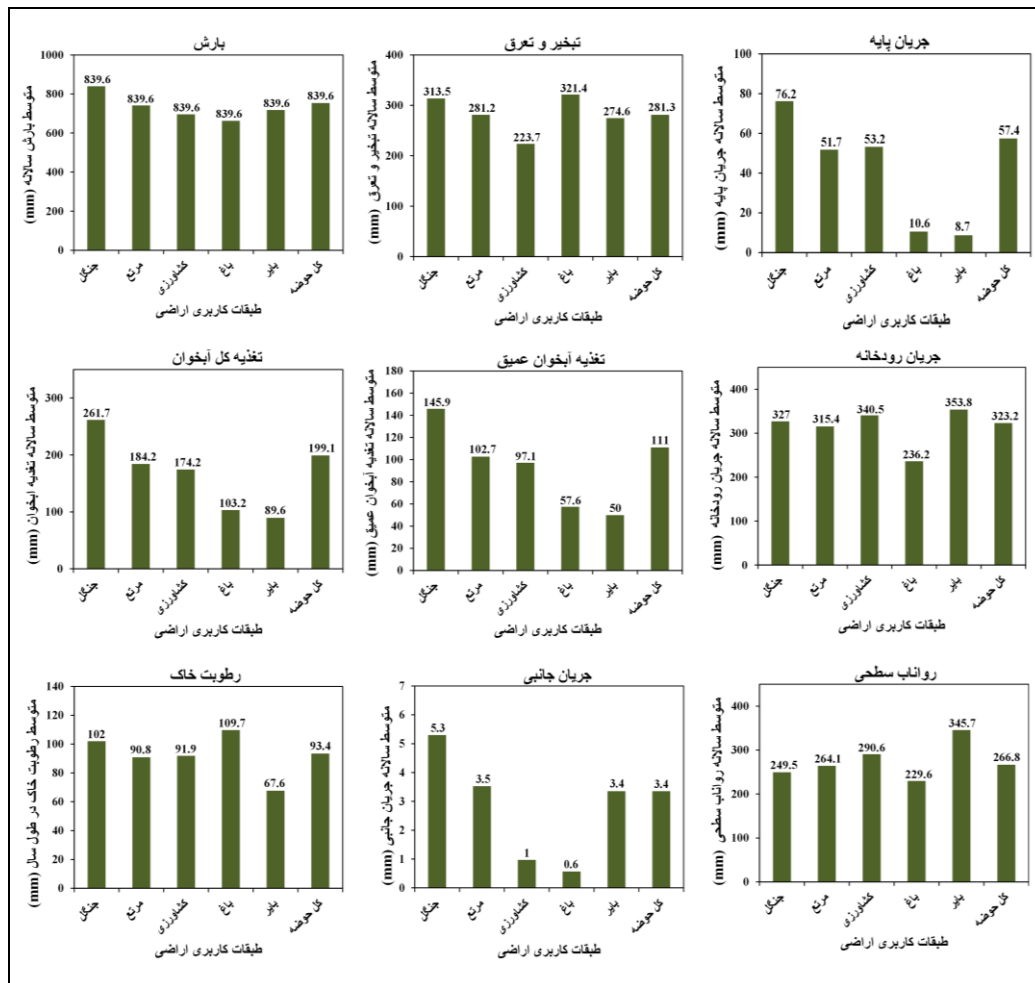 بارش
متوسط بارش سالانه (mm)
1000
800
600
400
200
0
839.6
839.6
839.6
839.6
839.6
839.6
جنگل
مرتع
کشاورزی
باغ
بایر
کل حوضه
طبقات کاربری اراضی
تبخیر و تعرق
متوسط سالانه تبخیر و تعرق (mm)
400
300
200
100
0
313.5
281.2
223.7
321.4
274.6
281.3
جنگل
مرتع
کشاورزی
باغ
بایر
کل حوضه
طبقات کاربری اراضی
جریان پایه
متوسط سالانه جریان پایه (mm)
100
80
60
40
20
0
76.2
51.7
53.2
10.6
8.7
57.4
جنگل
مرتع
کشاورزی
باغ
بایر
کل حوضه
طبقات کاربری اراضی
تغذیه کل آبخوان
متوسط سالانه تغذیه آبخوان (mm)
300
200
100
0
261.7
184.2
174.2
103.2
89.6
199.1
جنگل
مرتع
کشاورزی
باغ
بایر
کل حوضه
طبقات کاربری اراضی
تغذیه آبخوان عمیق
متوسط سالانه تغذیه آبخوان عمیق (mm)
160
140
120
100
80
60
40
20
0
145.9
102.7
97.1
57.6
50
111
جنگل
مرتع
کشاورزی
باغ
بایر
کل حوضه
طبقات کاربری اراضی
جریان رودخانه
متوسط سالانه جریان رودخانه (mm)
400
300
200
100
0
327
315.4
340.5
236.2
353.8
323.2
جنگل
مرتع
کشاورزی
باغ
بایر
کل حوضه
طبقات کاربری اراضی
رطوبت خاک
متوسط رطوبت خاک در طول سال (mm)
140
120
100
80
60
40
20
0
102
90.8
91.9
109.7
67.6
93.4
جنگل
مرتع
کشاورزی
باغ
بایر
کل حوضه
طبقات کاربری اراضی
جریان جانبی
متوسط سالانه جریان جانبی (mm)
7
6
5
4
3
2
1
0
5.3
3.5
1
0.6
3.4
3.4
جنگل
مرتع
کشاورزی
باغ
بایر
کل حوضه
طبقات کاربری اراضی
رواناب سطحی
متوسط سالانه رواناب سطحی (mm)
400
300
200
100
0
249.5
264.1
290.6
229.6
345.7
266.8
جنگل
مرتع
کشاورزی
باغ
بایر
کل حوضه
طبقات کاربری اراضی